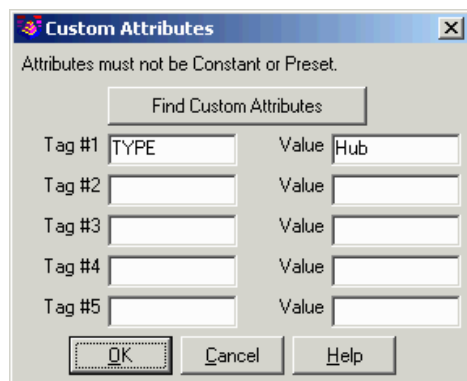 Custom Attributes
Attributes must not be Constant or Preset.
Find Custom Attributes
Tag #1 TYPE Value Hub
Tag #2 Value
Tag #3 Value
Tag #4 Value
Tag #5 Value
OK Cancel Help